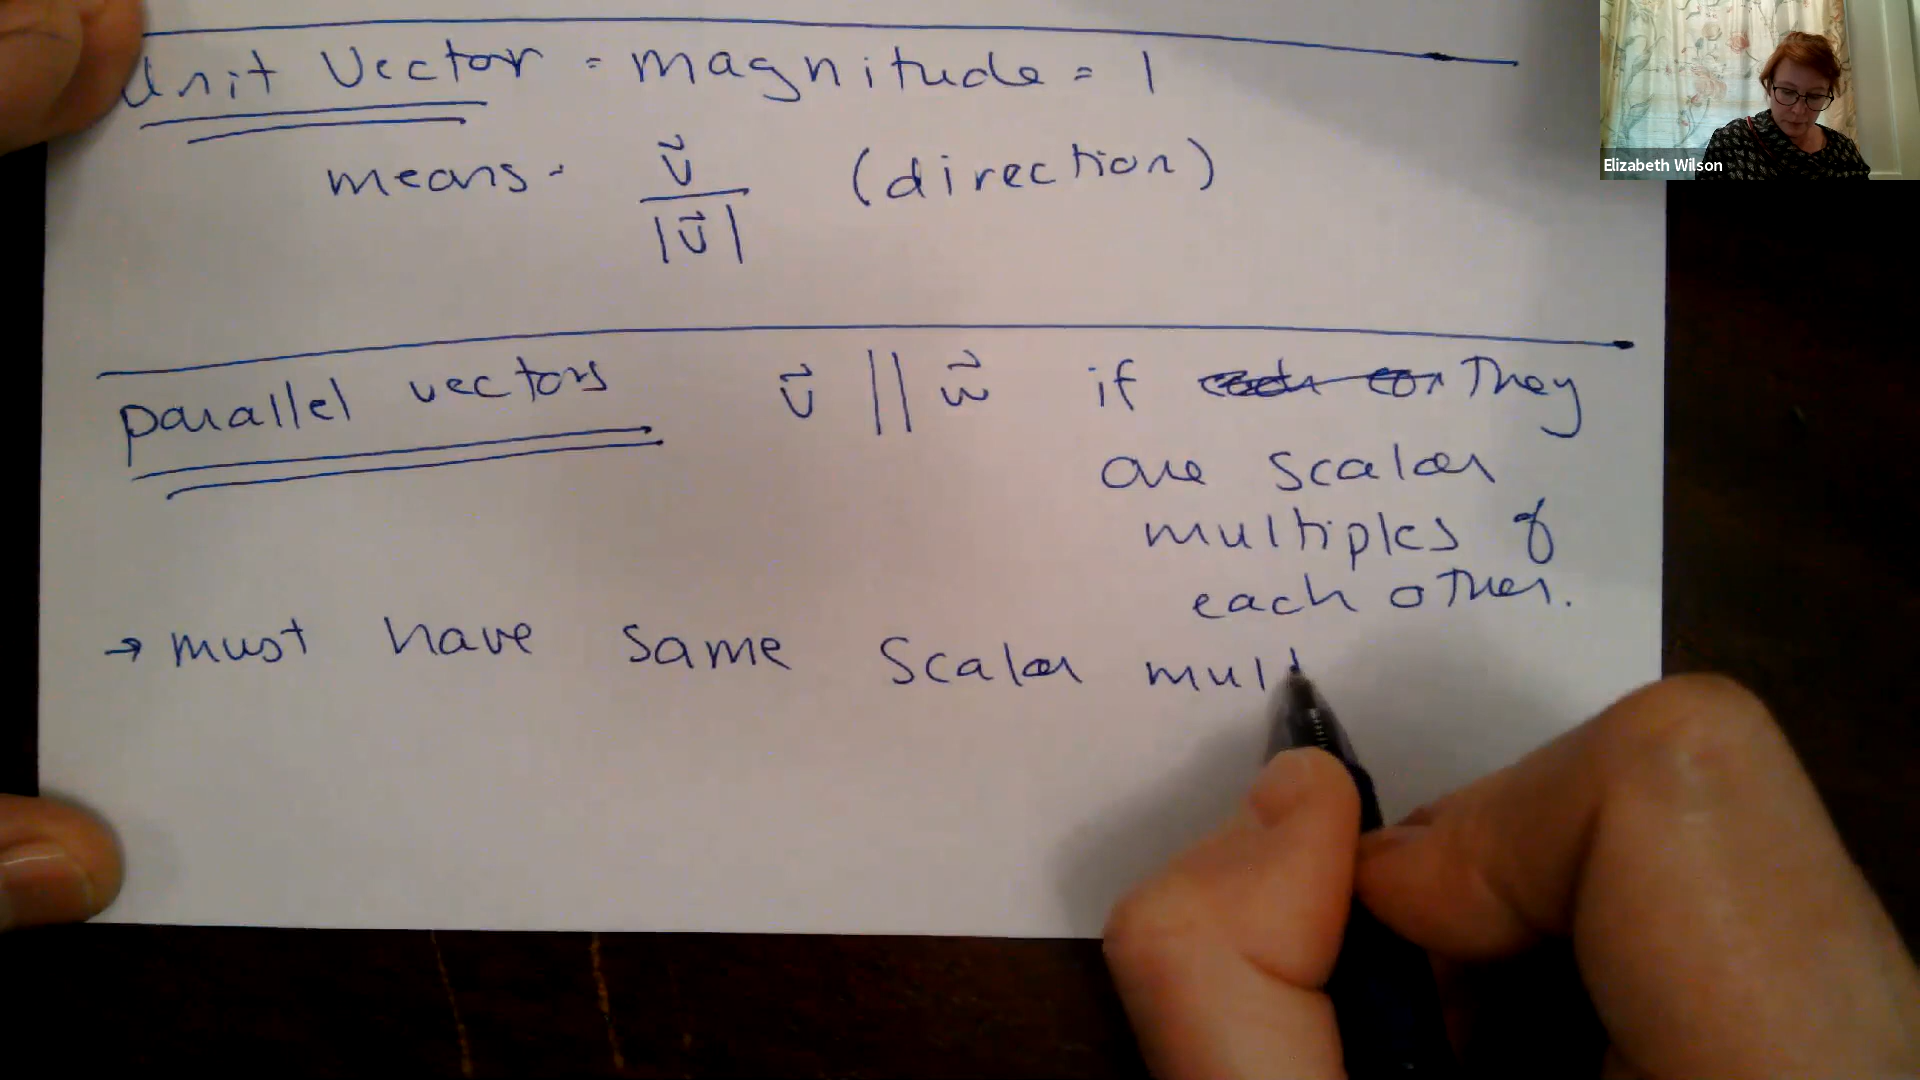 Unit Vector = magnitude = 1
means = v⃗ / |v⃗| (direction)
parallel vectors v⃗ || w⃗ if They
are scalar
multiples of
each other.
→ must have same scalar mult
Elizabeth Wilson